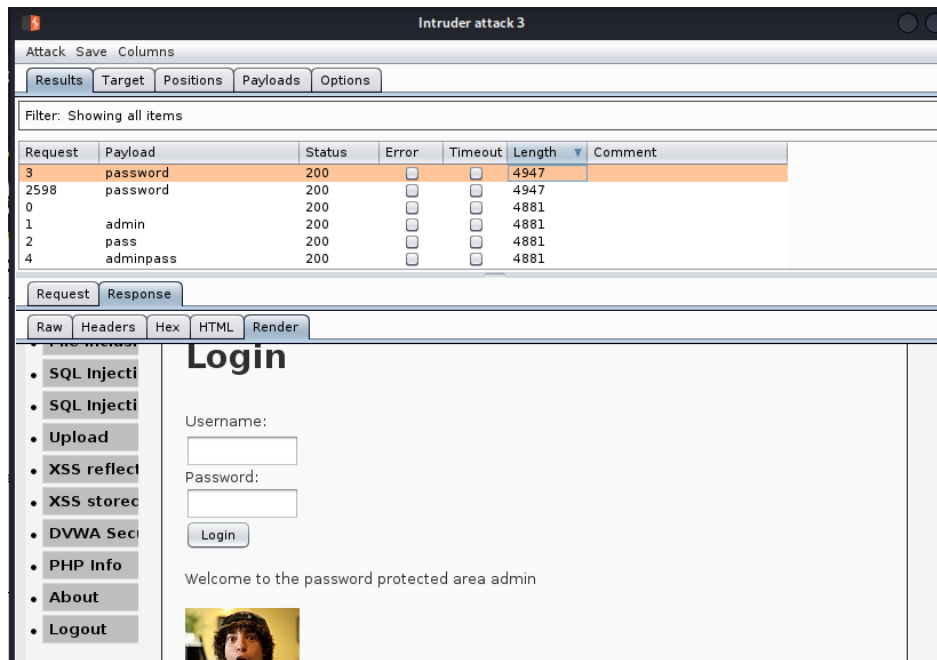 Intruder attack 3
Attack Save Columns
Results Target Positions Payloads Options
Filter: Showing all items
Request Payload Status Error Timeout Length Comment
3 password 200 4947
2598 password 200 4947
0 200 4881
1 admin 200 4881
2 pass 200 4881
4 adminpass 200 4881
Request Response
Raw Headers Hex HTML Render
Login
SQL Injecti
SQL Injecti
Upload
XSS reflect
XSS stored
DVWA Sec
PHP Info
About
Logout
Username:
Password:
Login
Welcome to the password protected area admin